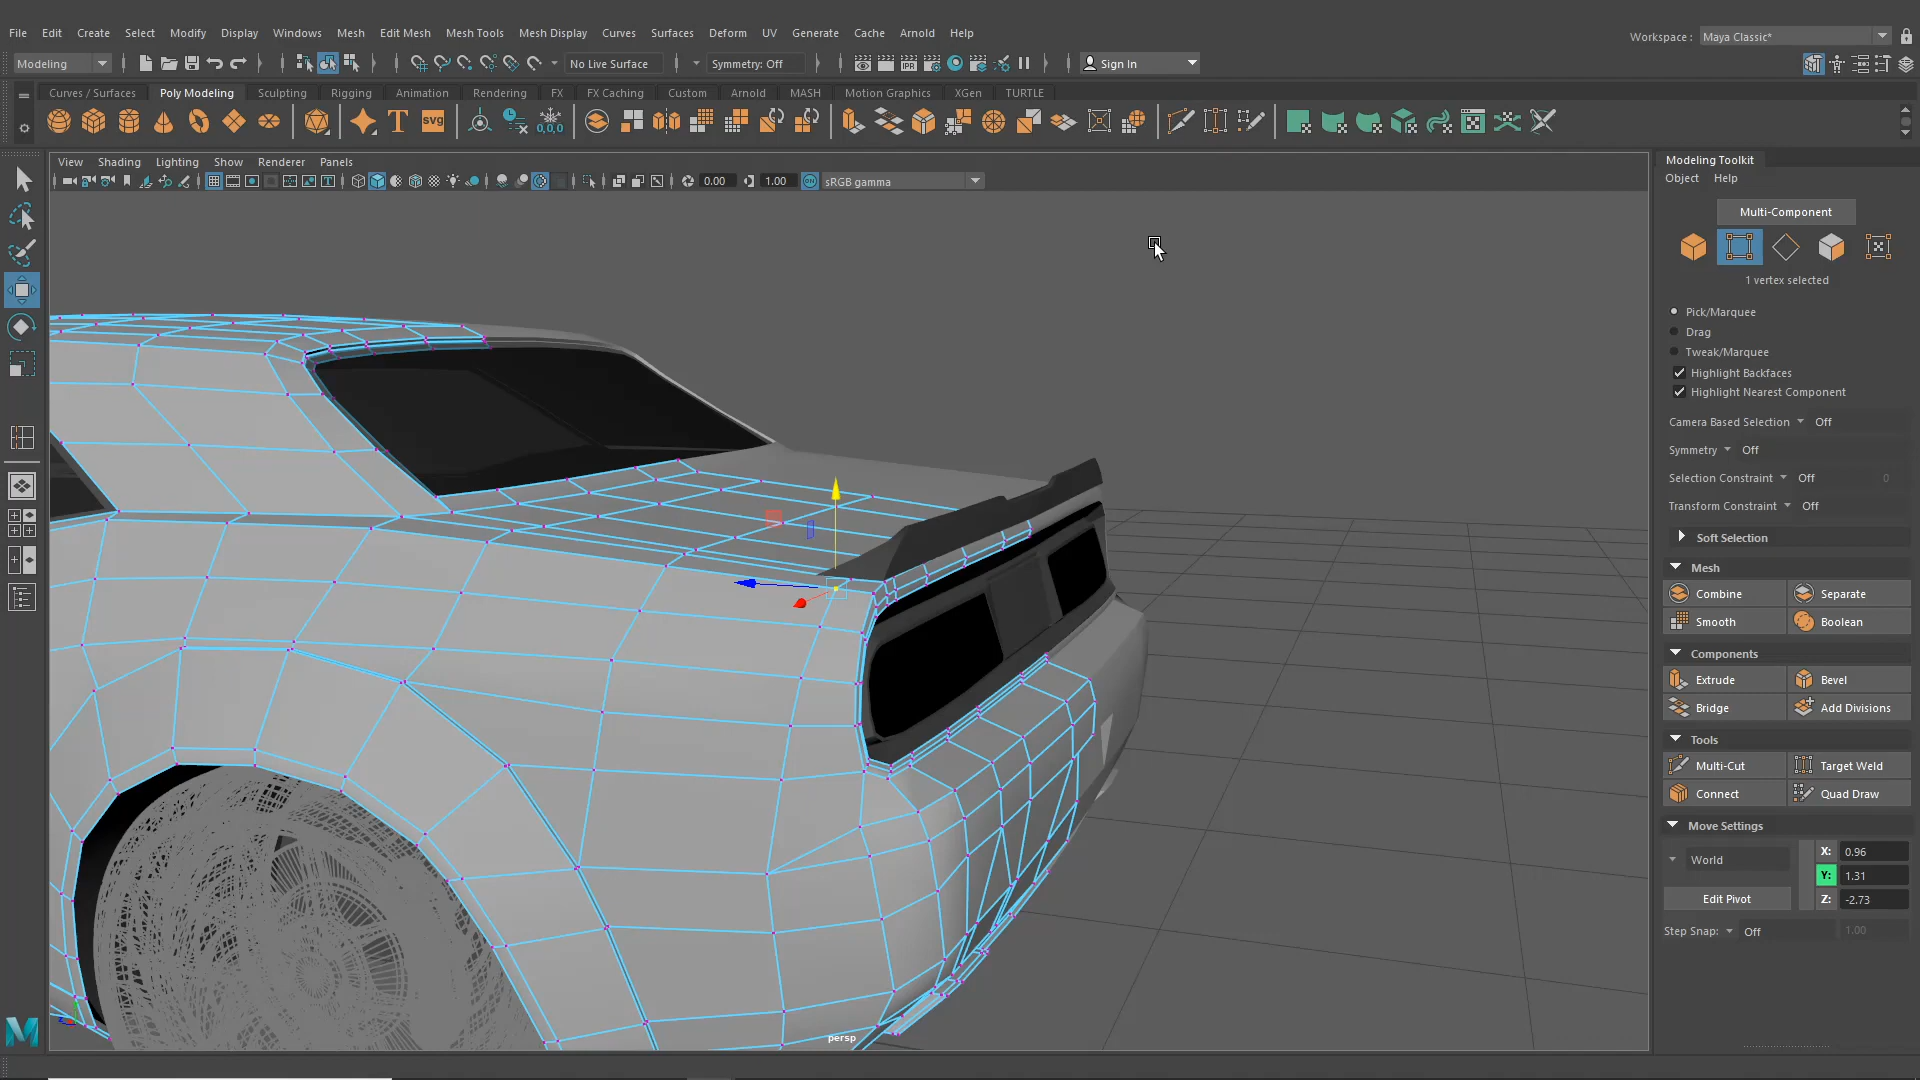 File Edit Create Select Modify Display Windows Mesh Edit Mesh Mesh Tools Mesh Display Curves Surfaces Deform UV Generate Cache Arnold Help
Workspace : Maya Classic*
Modeling
No Live Surface
Symmetry: Off
Sign In
Curves / Surfaces Poly Modeling Sculpting Rigging Animation Rendering FX FX Caching Custom Arnold MASH Motion Graphics XGen TURTLE
T svg 0,0,0
View Shading Lighting Show Renderer Panels
0.00 1.00 ON sRGB gamma
Modeling Toolkit
Object Help
Multi-Component
1 vertex selected
Pick/Marquee
Drag
Tweak/Marquee
Highlight Backfaces
Highlight Nearest Component
Camera Based Selection Off
Symmetry Off
Selection Constraint Off 0
Transform Constraint Off
Soft Selection
Mesh
Combine Separate
Smooth Boolean
Components
Extrude Bevel
Bridge Add Divisions
Tools
Multi-Cut Target Weld
Connect Quad Draw
Move Settings
World
X: 0.96
Y: 1.31
Edit Pivot
Z: -2.73
Step Snap: Off 1.00
persp